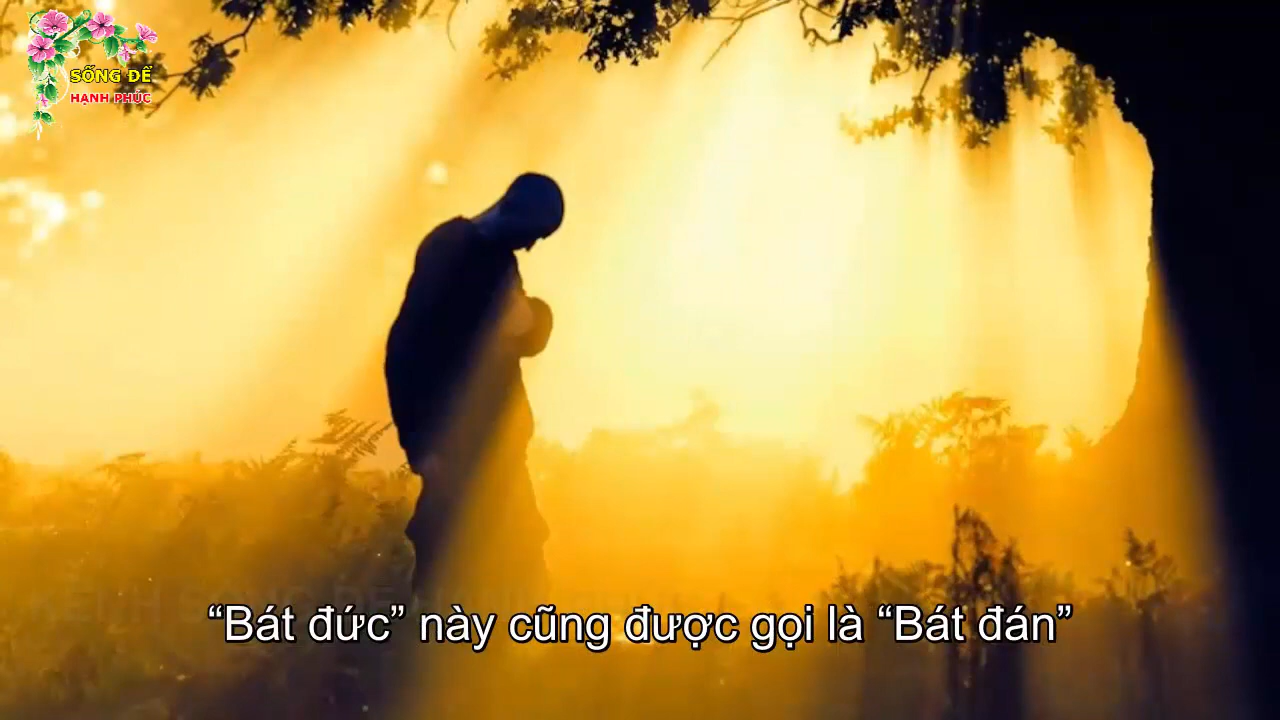 SỐNG ĐỂ
HẠNH PHÚC
“Bát đức” này cũng được gọi là “Bát đán”